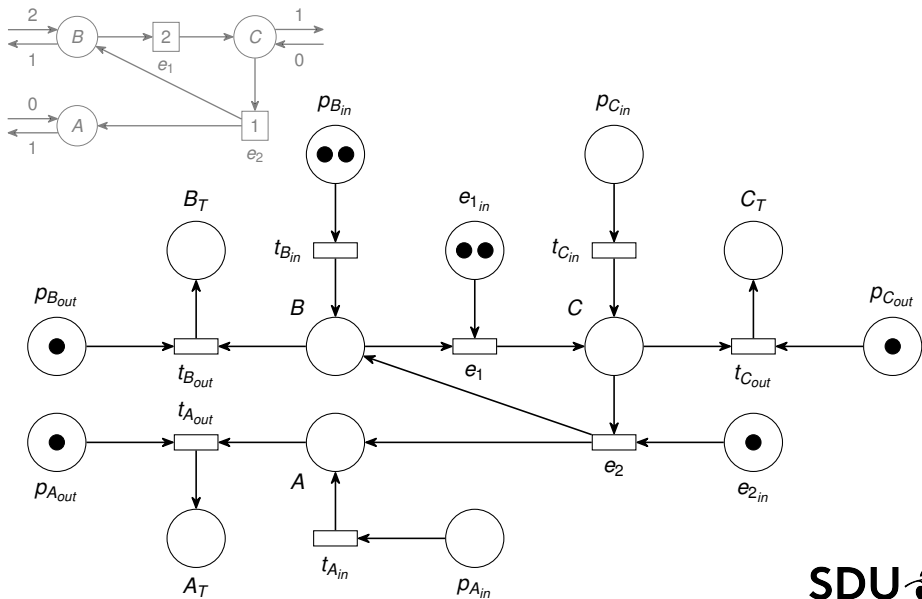 2
1
B
2
e1
C
1
0
0
1
A
1
e2
pBin
pCin
BT
e1in
CT
tBin
tCin
pBout
B
C
pCout
tBout
e1
tCout
tAout
pAout
A
e2
e2in
AT
tAin
pAin
SDU